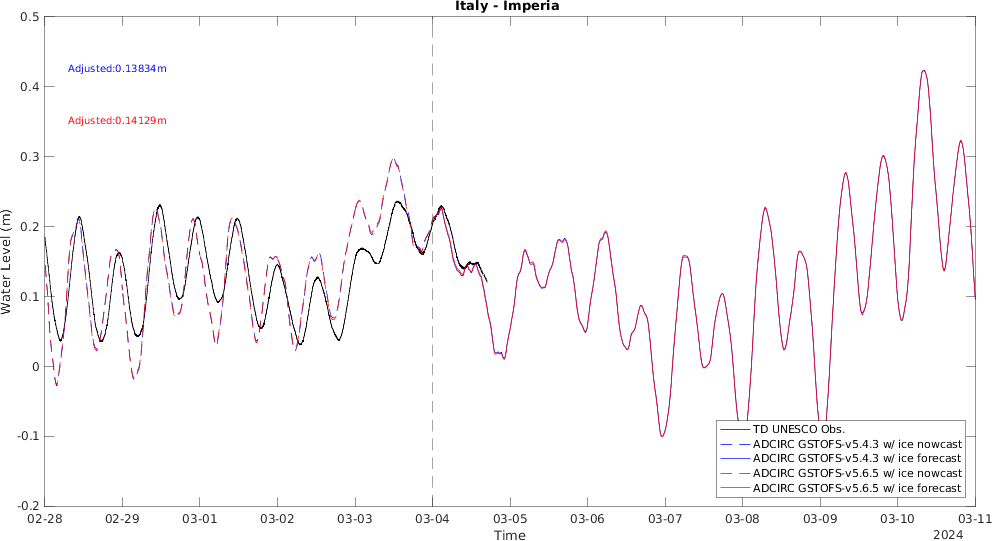 Italy - Imperia
0.5
Adjusted:0.13834m
0.4
Adjusted:0.14129m
0.3
0.2
0.1
0
-0.1
-0.2
Water Level (m)
TD UNESCO Obs.
ADCIRC GSTOFS-v5.4.3 w/ ice nowcast
ADCIRC GSTOFS-v5.4.3 w/ ice forecast
ADCIRC GSTOFS-v5.6.5 w/ ice nowcast
ADCIRC GSTOFS-v5.6.5 w/ ice forecast
02-28 02-29 03-01 03-02 03-03 03-04 03-05 03-06 03-07 03-08 03-09 03-10 03-11
Time
2024